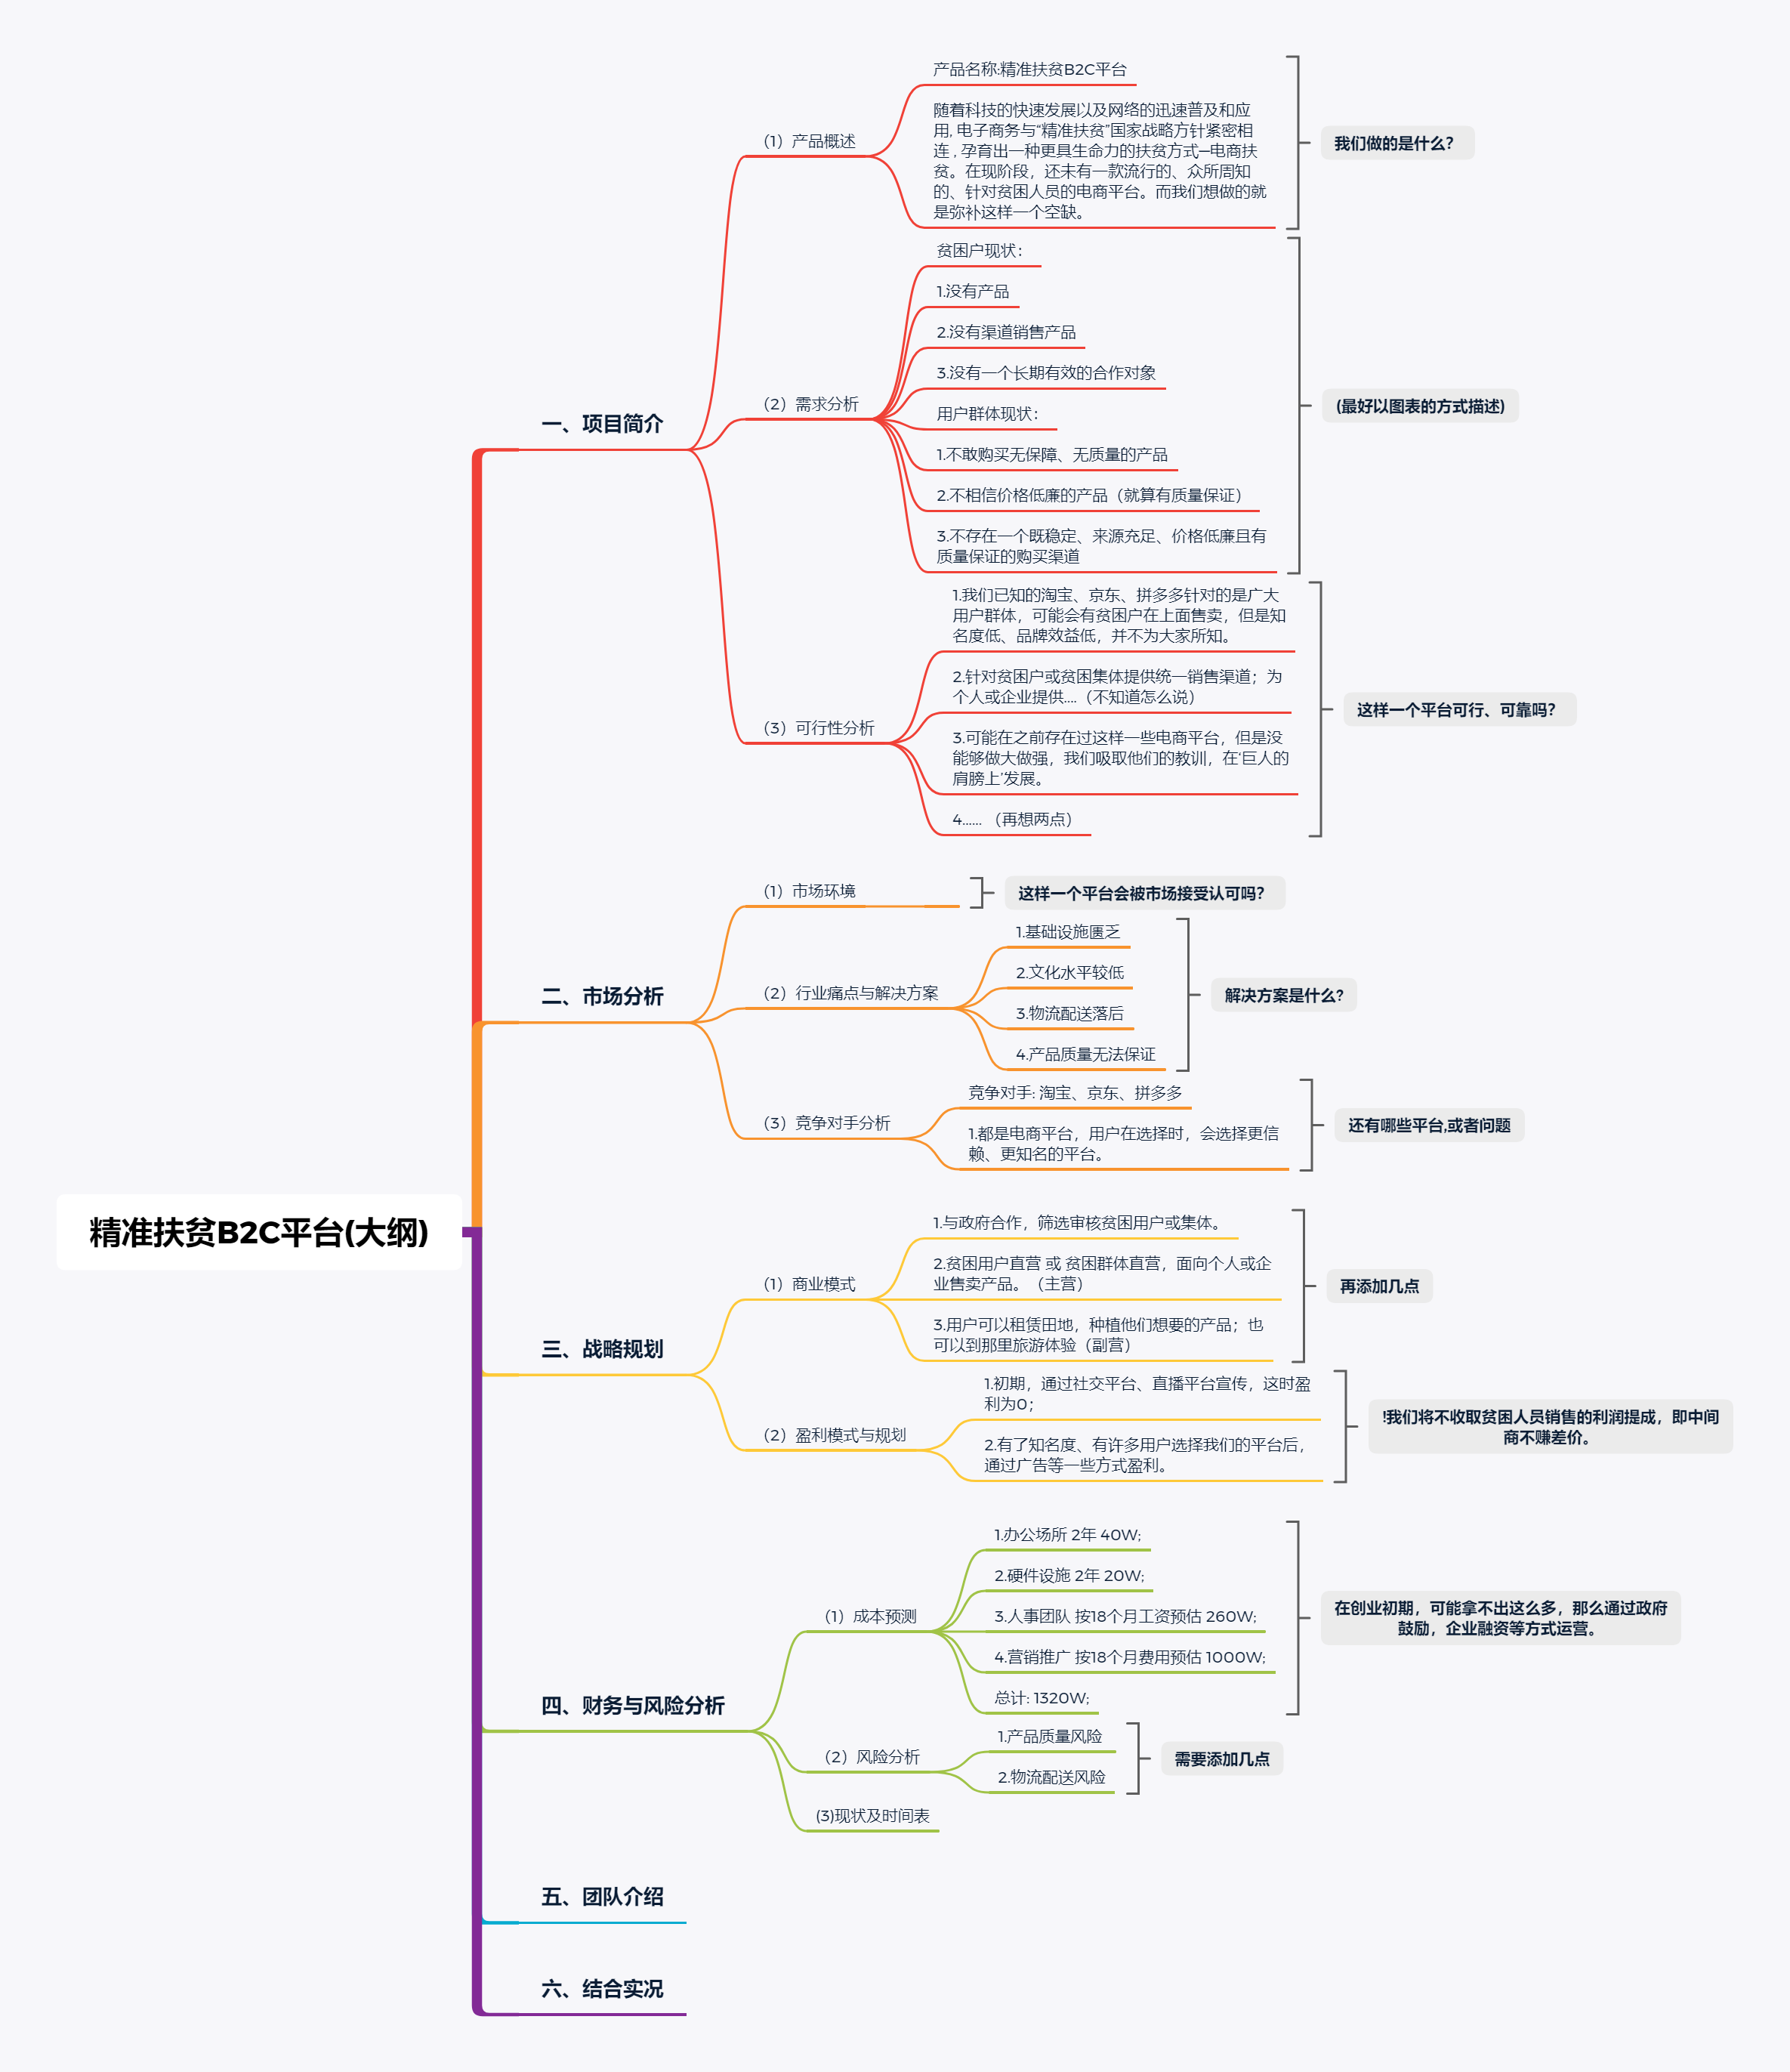 精准扶贫B2C平台(大纲)
一、项目简介
（1）产品概述
产品名称:精准扶贫B2C平台
随着科技的快速发展以及网络的迅速普及和应
用, 电子商务与“精准扶贫”国家战略方针紧密相
连 , 孕育出一种更具生命力的扶贫方式—电商扶
贫。在现阶段，还未有一款流行的、众所周知
的、针对贫困人员的电商平台。而我们想做的就
是弥补这样一个空缺。
我们做的是什么？
（2）需求分析
贫困户现状：
1.没有产品
2.没有渠道销售产品
3.没有一个长期有效的合作对象
用户群体现状：
1.不敢购买无保障、无质量的产品
2.不相信价格低廉的产品（就算有质量保证）
3.不存在一个既稳定、来源充足、价格低廉且有
质量保证的购买渠道
(最好以图表的方式描述)
（3）可行性分析
1.我们已知的淘宝、京东、拼多多针对的是广大
用户群体，可能会有贫困户在上面售卖，但是知
名度低、品牌效益低，并不为大家所知。
2.针对贫困户或贫困集体提供统一销售渠道；为
个人或企业提供....（不知道怎么说）
3.可能在之前存在过这样一些电商平台，但是没
能够做大做强，我们吸取他们的教训，在‘巨人的
肩膀上’发展。
4...... （再想两点）
这样一个平台可行、可靠吗？
二、市场分析
（1）市场环境
这样一个平台会被市场接受认可吗？
（2）行业痛点与解决方案
1.基础设施匮乏
2.文化水平较低
3.物流配送落后
4.产品质量无法保证
解决方案是什么?
（3）竞争对手分析
竞争对手: 淘宝、京东、拼多多
1.都是电商平台，用户在选择时，会选择更信
赖、更知名的平台。
还有哪些平台,或者问题
三、战略规划
（1）商业模式
1.与政府合作，筛选审核贫困用户或集体。
2.贫困用户直营 或 贫困群体直营，面向个人或企
业售卖产品。（主营）
3.用户可以租赁田地，种植他们想要的产品；也
可以到那里旅游体验（副营）
再添加几点
（2）盈利模式与规划
1.初期，通过社交平台、直播平台宣传，这时盈
利为0；
2.有了知名度、有许多用户选择我们的平台后，
通过广告等一些方式盈利。
!我们将不收取贫困人员销售的利润提成，即中间
商不赚差价。
四、财务与风险分析
（1）成本预测
1.办公场所 2年 40W;
2.硬件设施 2年 20W;
3.人事团队 按18个月工资预估 260W;
4.营销推广 按18个月费用预估 1000W;
总计: 1320W;
在创业初期，可能拿不出这么多，那么通过政府
鼓励，企业融资等方式运营。
（2）风险分析
1.产品质量风险
2.物流配送风险
需要添加几点
(3)现状及时间表
五、团队介绍
六、结合实况